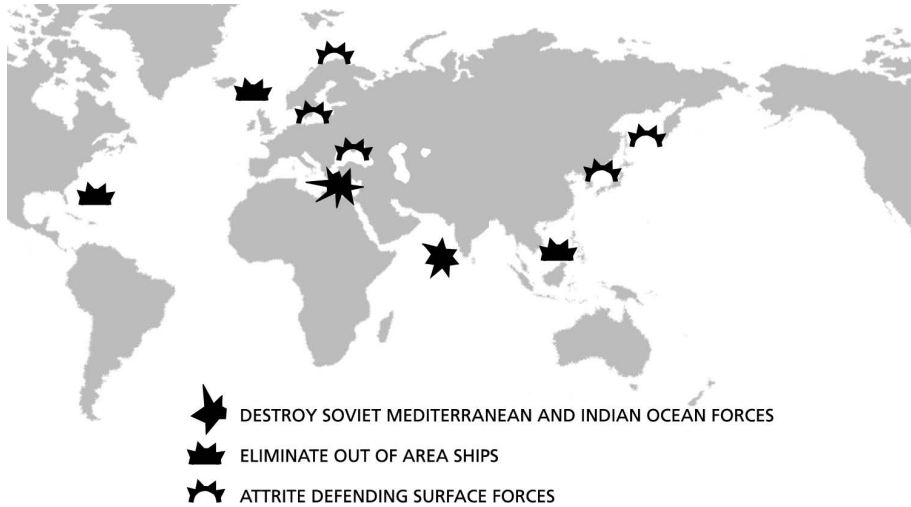 DESTROY SOVIET MEDITERRANEAN AND INDIAN OCEAN FORCES
ELIMINATE OUT OF AREA SHIPS
ATTRITE DEFENDING SURFACE FORCES